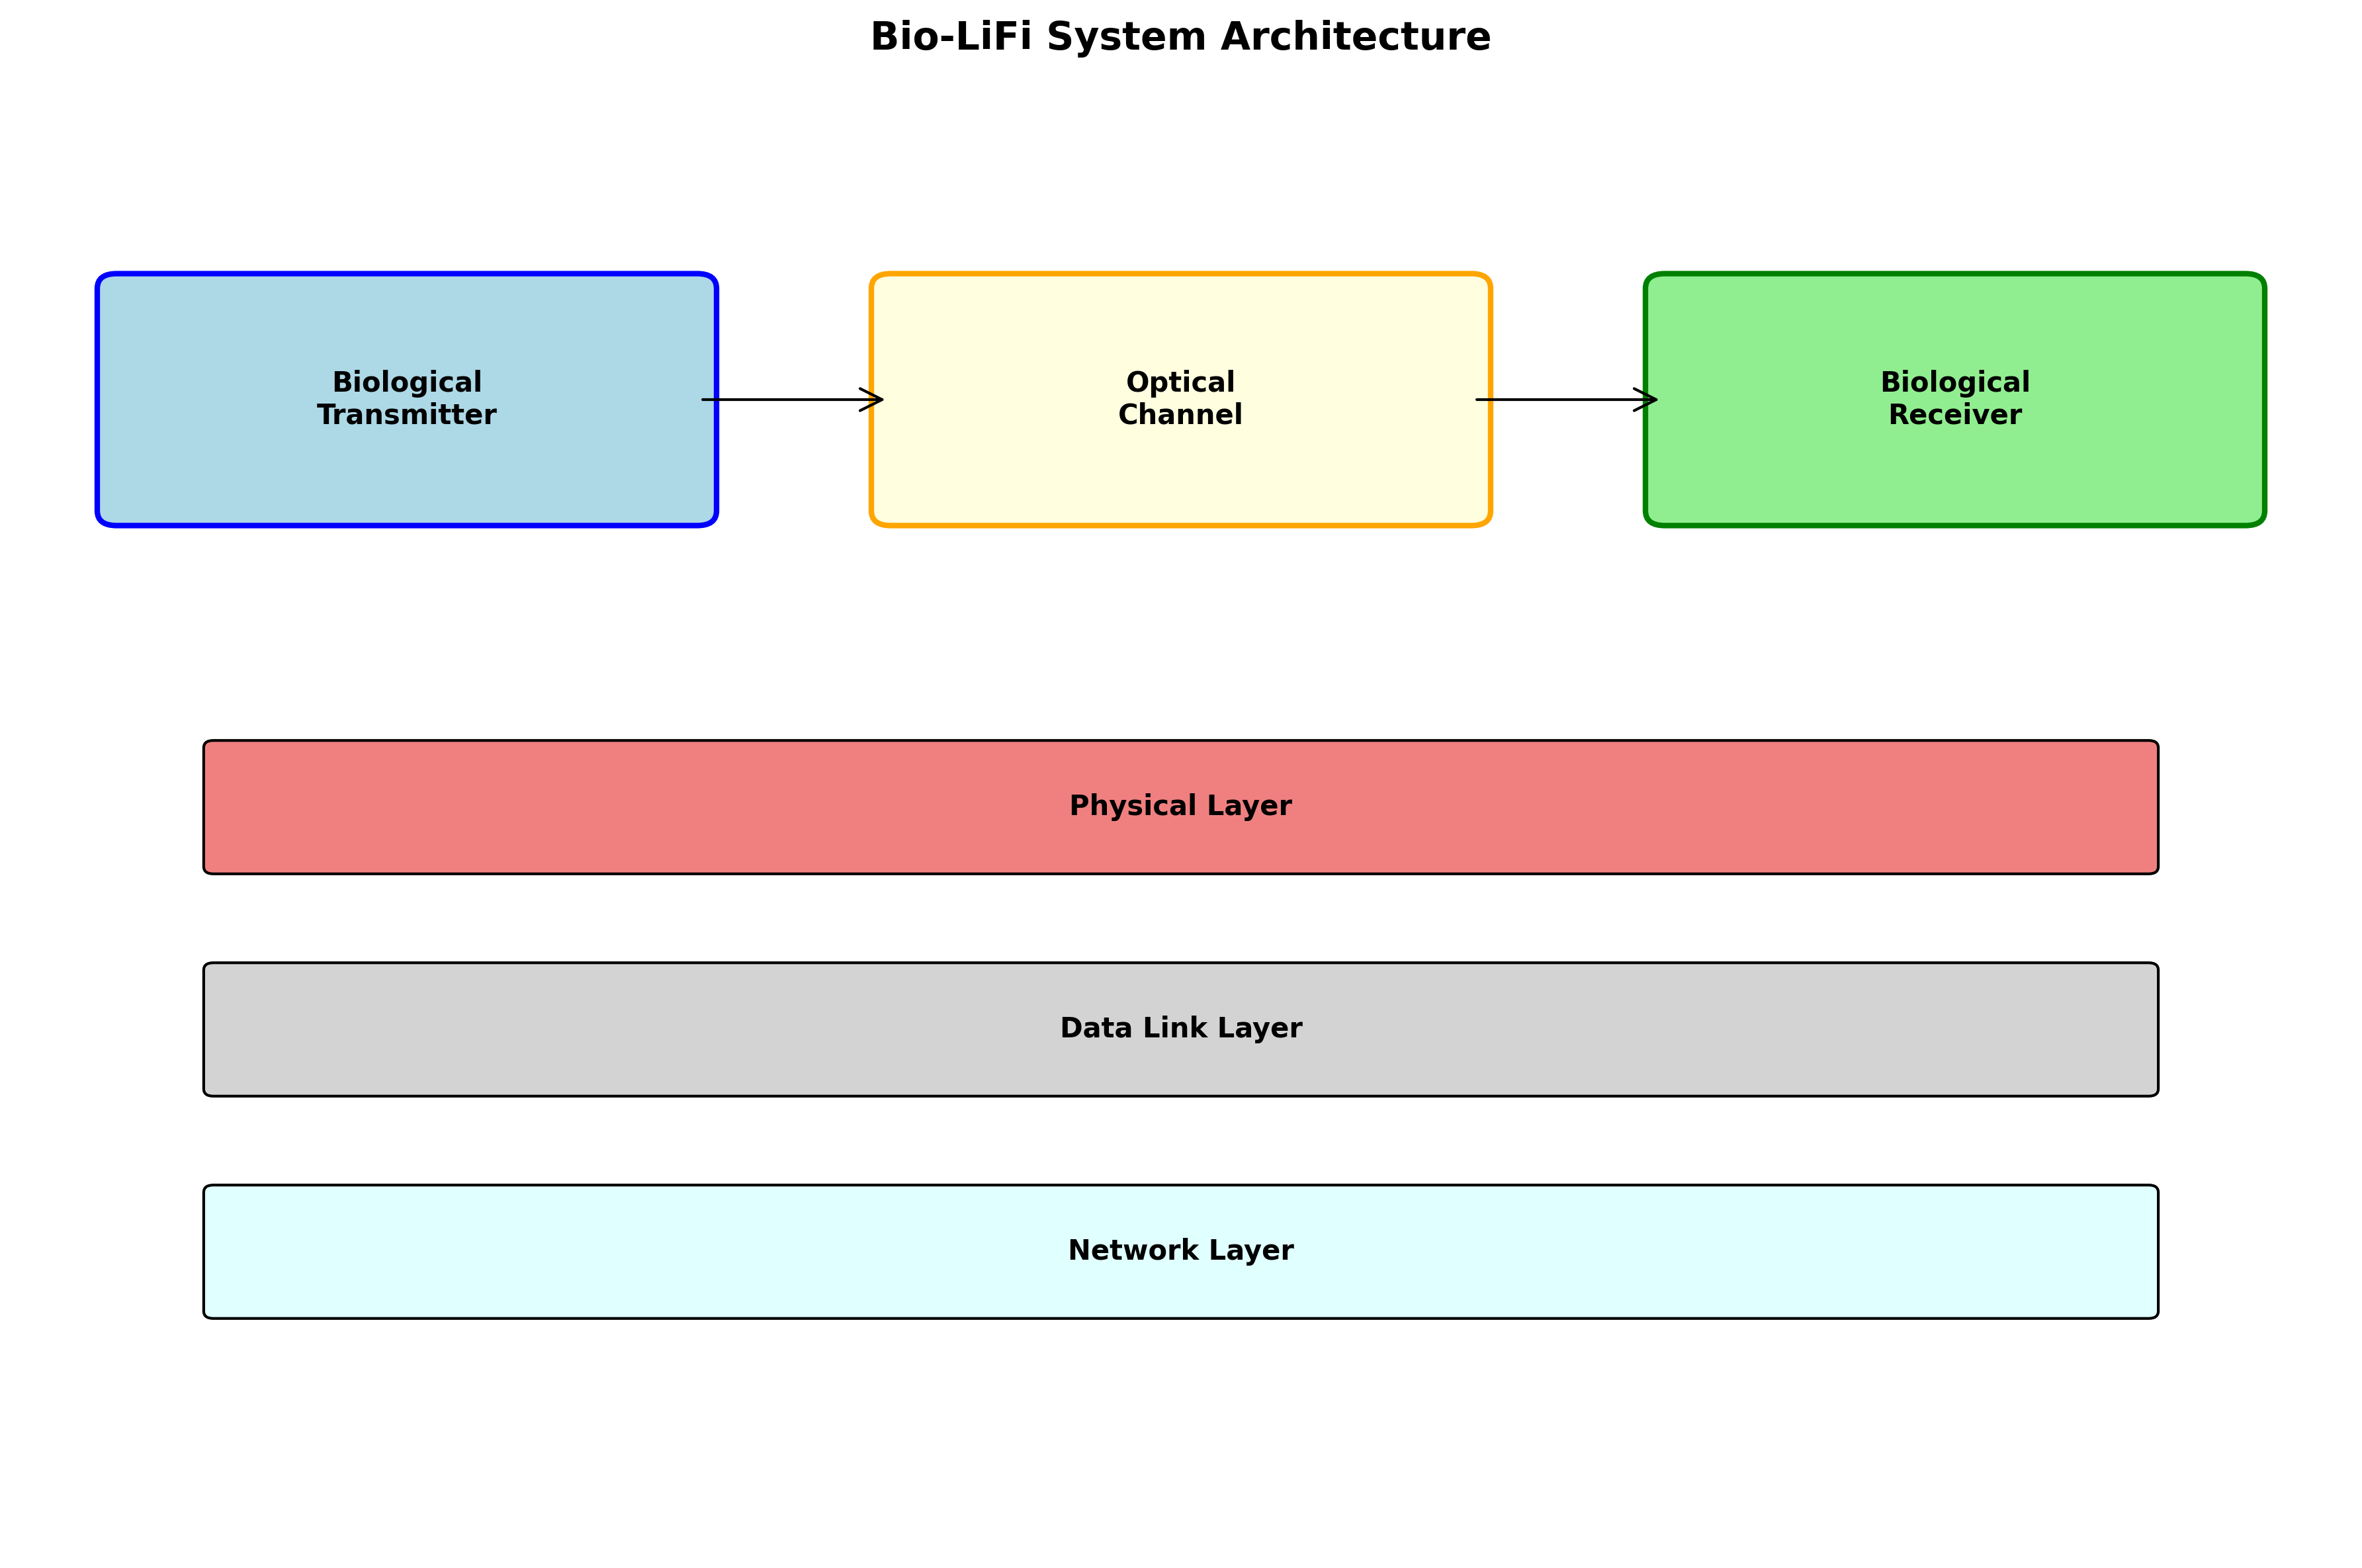 Bio-LiFi System Architecture
Biological
Transmitter
Optical
Channel
Biological
Receiver
Physical Layer
Data Link Layer
Network Layer